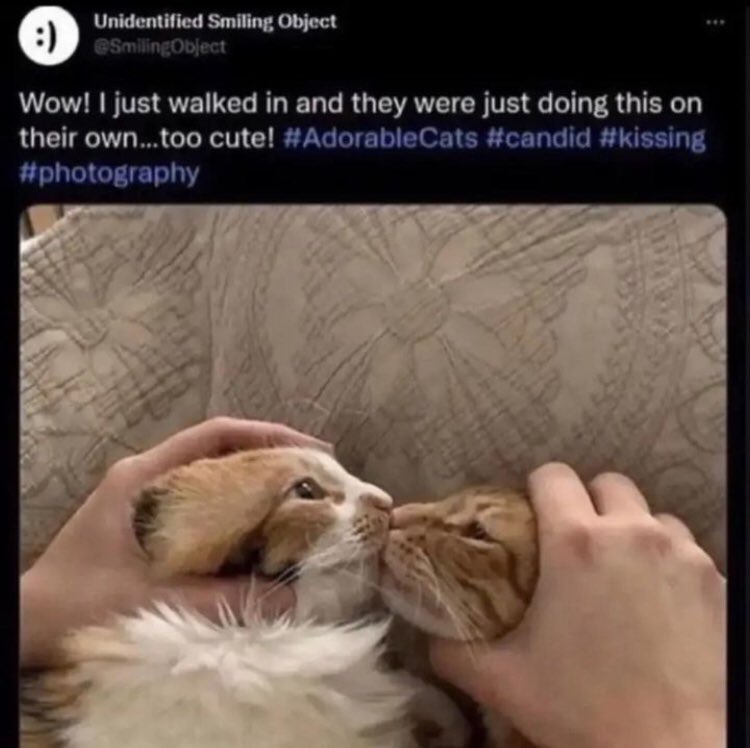 :)
Unidentified Smiling Object
@SmilingObject
Wow! I just walked in and they were just doing this on
their own...too cute! #AdorableCats #candid #kissing
#photography